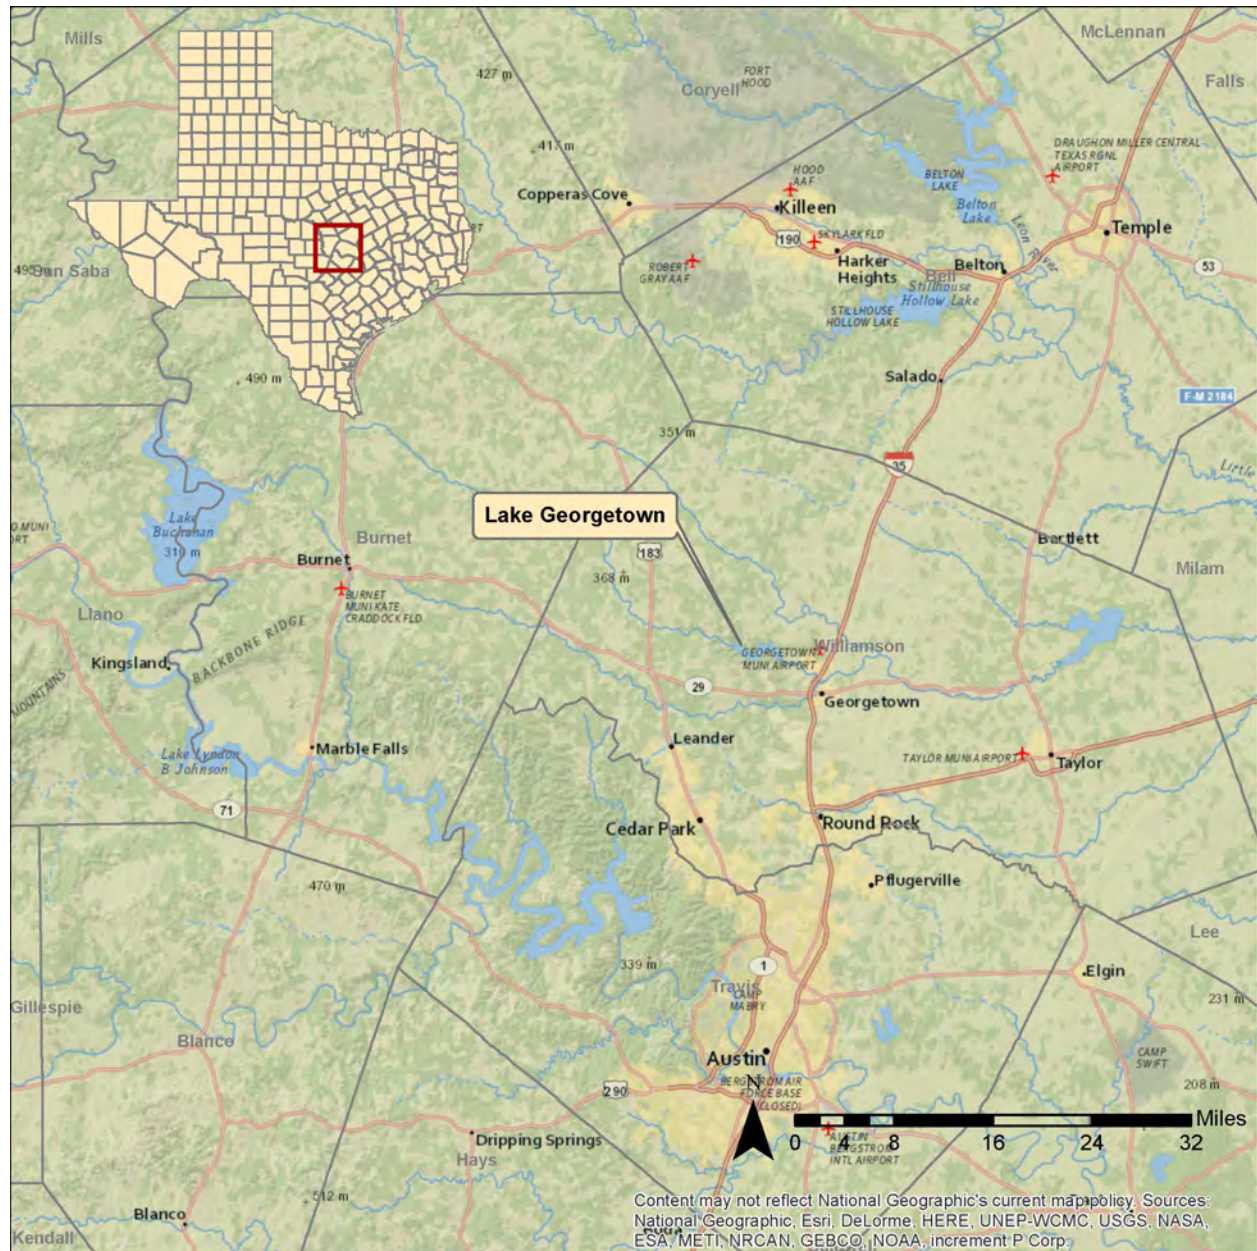 Mills
McLennan
427 m
FORT
HOOD
Coryell
Falls
417 m
DRAUGHON MILLER CENTRAL
TEXAS RGNL
AIRPORT
HOOD
AAF
BELTON
LAKE
Copperas Cove
Killeen
Belton
Lake
Leon River
Temple
190
SKYLARK FLD
San Saba
ROBERT
GRAY AAF
Harker
Heights
Belton
Bell
53
Stillhouse
Hollow Lake
STILLHOUSE
HOLLOW LAKE
490 m
Salado
F-M 2184
351 m
35
Little
Lake Georgetown
Lake
Buchanan
310 m
Burnet
Bartlett
183
Burnet
368 m
Milam
BURNET
MUNI KATE
CRADDOCK FLD
Llano
BACKBONE RIDGE
Kingsland
MOUNTAINS
Williamson
GEORGETOWN
MUNI AIRPORT
29
Georgetown
Leander
Lake Lyndon
B Johnson
Marble Falls
TAYLOR MUNI AIRPORT
Taylor
71
Cedar Park
Round Rock
Pflugerville
470 m
Lee
339 m
1
Elgin
Travis
CAMP
MABRY
231 m
Gillespie
Blanco
Austin
CAMP
SWIFT
N
BERGSTROM AIR
FORCE BASE
(CLOSED)
290
208 m
Miles
0 4 8 16 24 32
Dripping Springs
AUSTIN
BERGSTROM
INTL AIRPORT
Hays
512 m
Blanco
Kendall
Content may not reflect National Geographic's current map policy. Sources:
National Geographic, Esri, DeLorme, HERE, UNEP-WCMC, USGS, NASA,
ESA, METI, NRCAN, GEBCO, NOAA, increment P Corp.